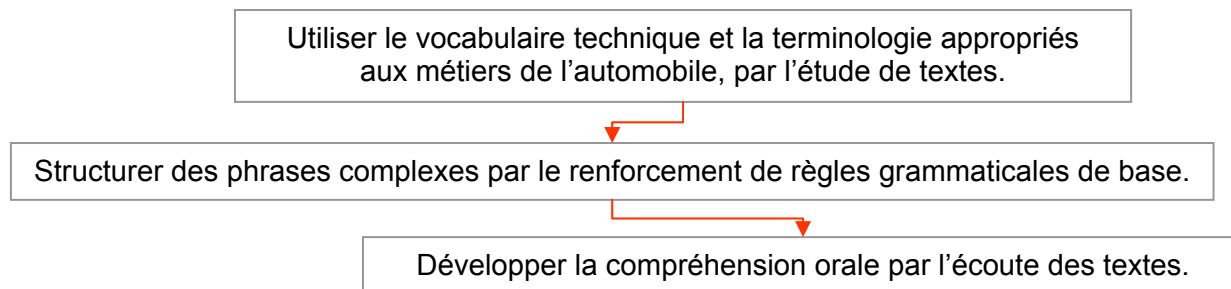 Utiliser le vocabulaire technique et la terminologie appropriés
aux métiers de l’automobile, par l’étude de textes.
Structurer des phrases complexes par le renforcement de règles grammaticales de base.
Développer la compréhension orale par l’écoute des textes.